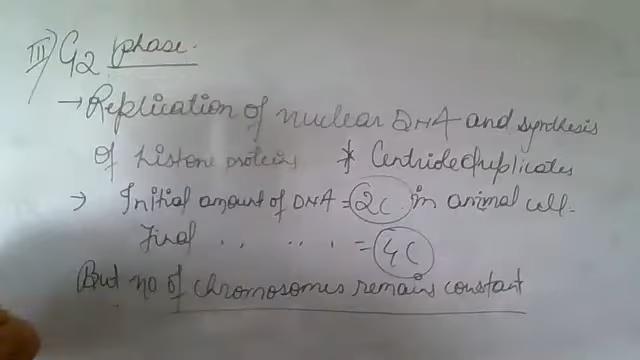 III) G2 phase.
→ Replication of nuclear DNA and synthesis
of histone proteins * Centriole duplicates
→ Initial amount of DNA = 2C in animal cell.
Final ,, ,, ,, = 4C
But no of chromosomes remains constant